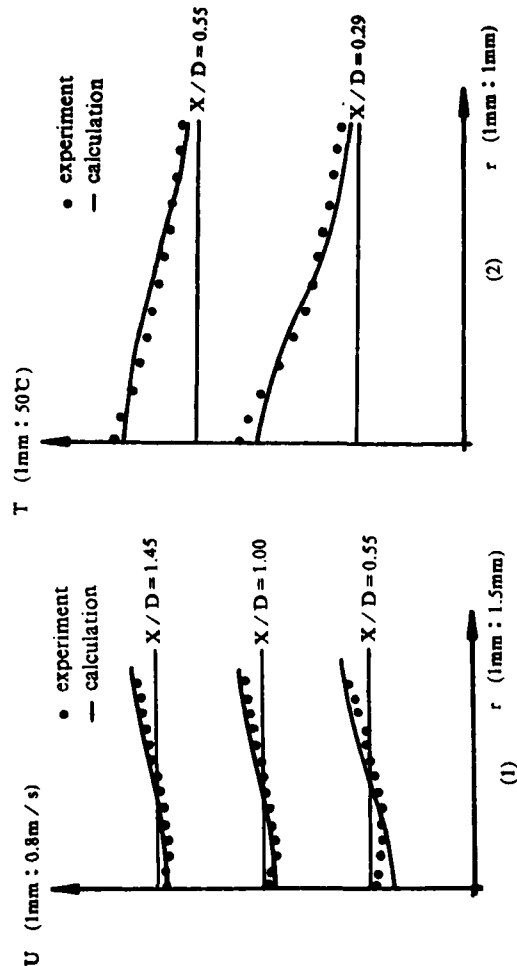 U (1mm : 0.8m / s)
• experiment
— calculation
X / D = 1.45
X / D = 1.00
X / D = 0.55
r (1mm : 1.5mm)
(1)
T (1mm : 50℃)
• experiment
— calculation
X / D = 0.55
X / D = 0.29
r (1mm : 1mm)
(2)